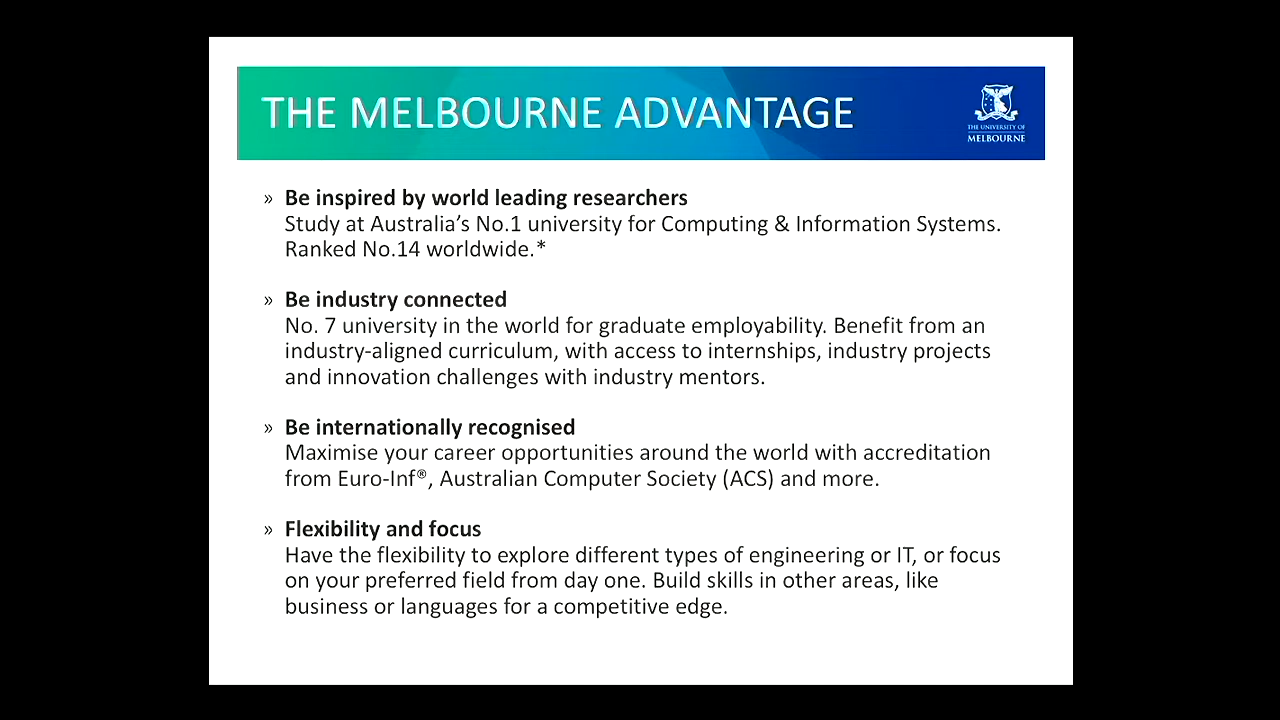 THE MELBOURNE ADVANTAGE
THE UNIVERSITY OF
MELBOURNE
» Be inspired by world leading researchers
Study at Australia's No.1 university for Computing & Information Systems.
Ranked No.14 worldwide.*
» Be industry connected
No. 7 university in the world for graduate employability. Benefit from an
industry-aligned curriculum, with access to internships, industry projects
and innovation challenges with industry mentors.
» Be internationally recognised
Maximise your career opportunities around the world with accreditation
from Euro-Inf®, Australian Computer Society (ACS) and more.
» Flexibility and focus
Have the flexibility to explore different types of engineering or IT, or focus
on your preferred field from day one. Build skills in other areas, like
business or languages for a competitive edge.